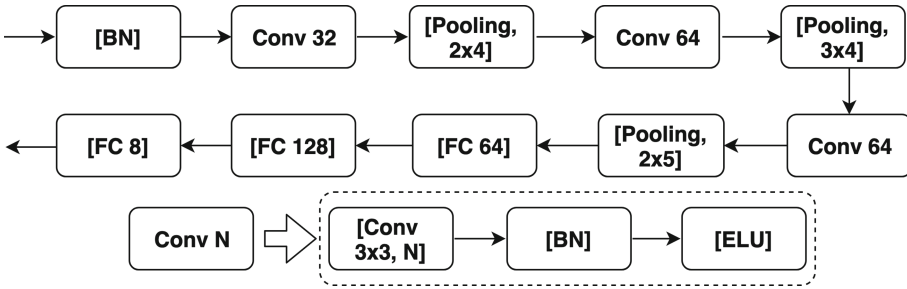 [BN]
Conv 32
[Pooling,
2x4]
Conv 64
[Pooling,
3x4]
Conv 64
[Pooling,
2x5]
[FC 64]
[FC 128]
[FC 8]
Conv N
[Conv
3x3, N]
[BN]
[ELU]